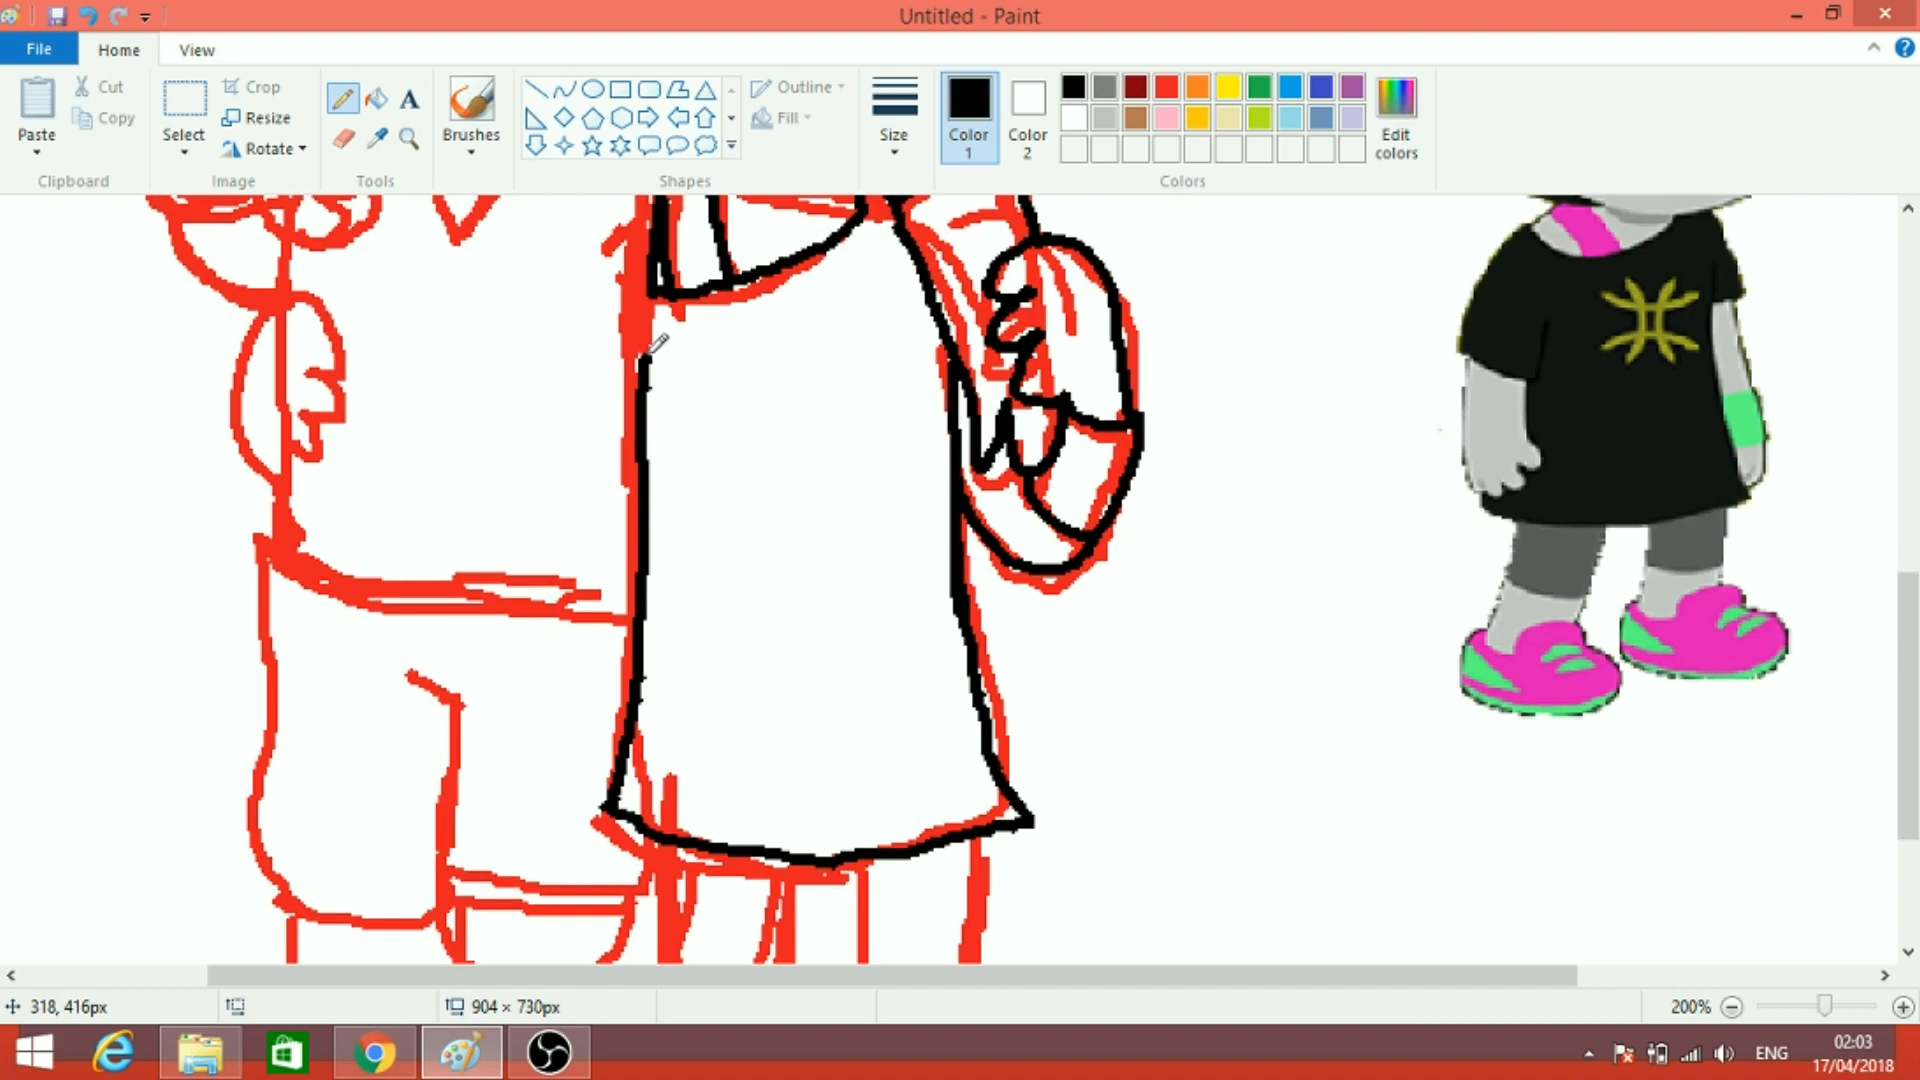 Untitled - Paint
File
Home
View
Paste
Cut
Copy
Clipboard
Select
Crop
Resize
Rotate
Image
A
Tools
Brushes
Shapes
Outline
Fill
Size
Color 1
Color 2
Edit colors
Colors
318, 416px
904 × 730px
200%
ENG
02:03
17/04/2018